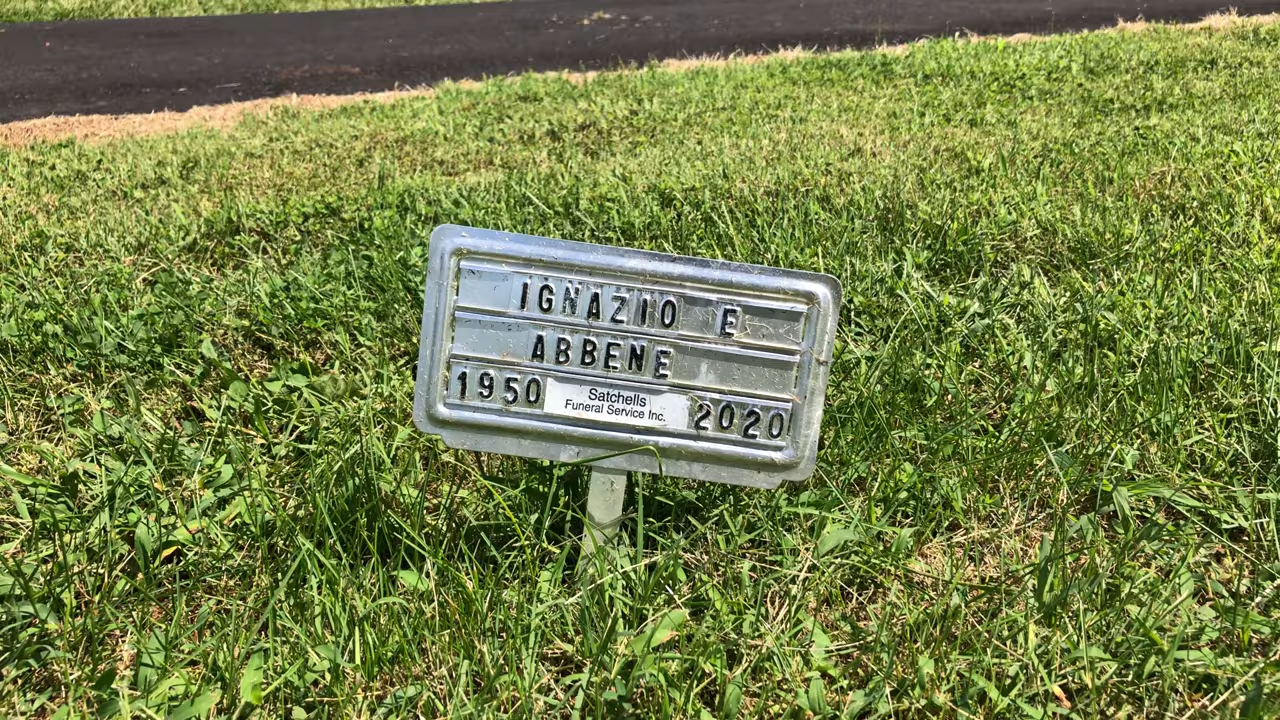 IGNAZIO E
ABBENE
1950 Satchells 2020
Funeral Service Inc.